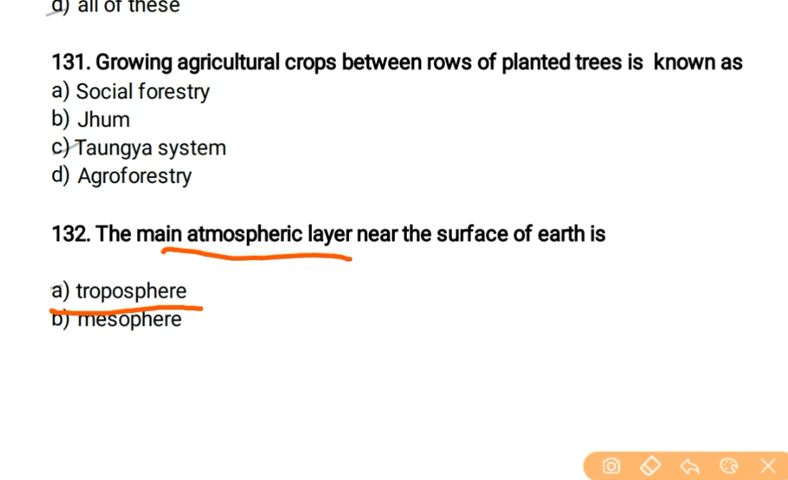 d) all of these
131. Growing agricultural crops between rows of planted trees is known as
a) Social forestry
b) Jhum
c) Taungya system
d) Agroforestry
132. The main atmospheric layer near the surface of earth is
a) troposphere
b) mesophere